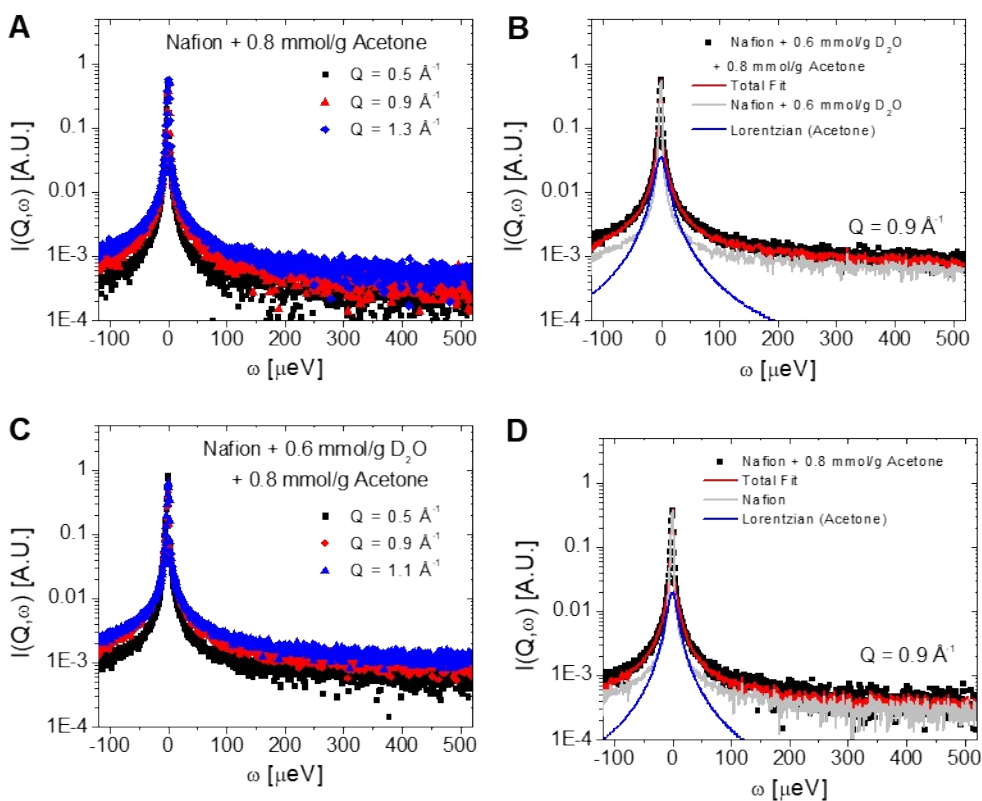 A
Nafion + 0.8 mmol/g Acetone
Q = 0.5 Å⁻¹
Q = 0.9 Å⁻¹
Q = 1.3 Å⁻¹
I(Q,ω) [A.U.]
1
0.1
0.01
1E-3
1E-4
-100 0 100 200 300 400 500
ω [μeV]
B
Nafion + 0.6 mmol/g D₂O
+ 0.8 mmol/g Acetone
Total Fit
Nafion + 0.6 mmol/g D₂O
Lorentzian (Acetone)
Q = 0.9 Å⁻¹
I(Q,ω) [A.U.]
1
0.1
0.01
1E-3
1E-4
-100 0 100 200 300 400 500
ω [μeV]
C
Nafion + 0.6 mmol/g D₂O
+ 0.8 mmol/g Acetone
Q = 0.5 Å⁻¹
Q = 0.9 Å⁻¹
Q = 1.1 Å⁻¹
I(Q,ω) [A.U.]
1
0.1
0.01
1E-3
1E-4
-100 0 100 200 300 400 500
ω [μeV]
D
Nafion + 0.8 mmol/g Acetone
Total Fit
Nafion
Lorentzian (Acetone)
Q = 0.9 Å⁻¹
I(Q,ω) [A.U.]
1
0.1
0.01
1E-3
1E-4
-100 0 100 200 300 400 500
ω [μeV]